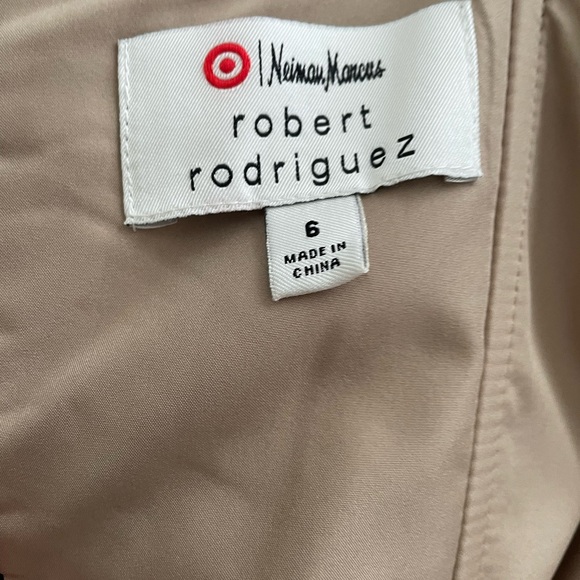 Neiman Marcus
robert
rodriguez
6
MADE IN
CHINA